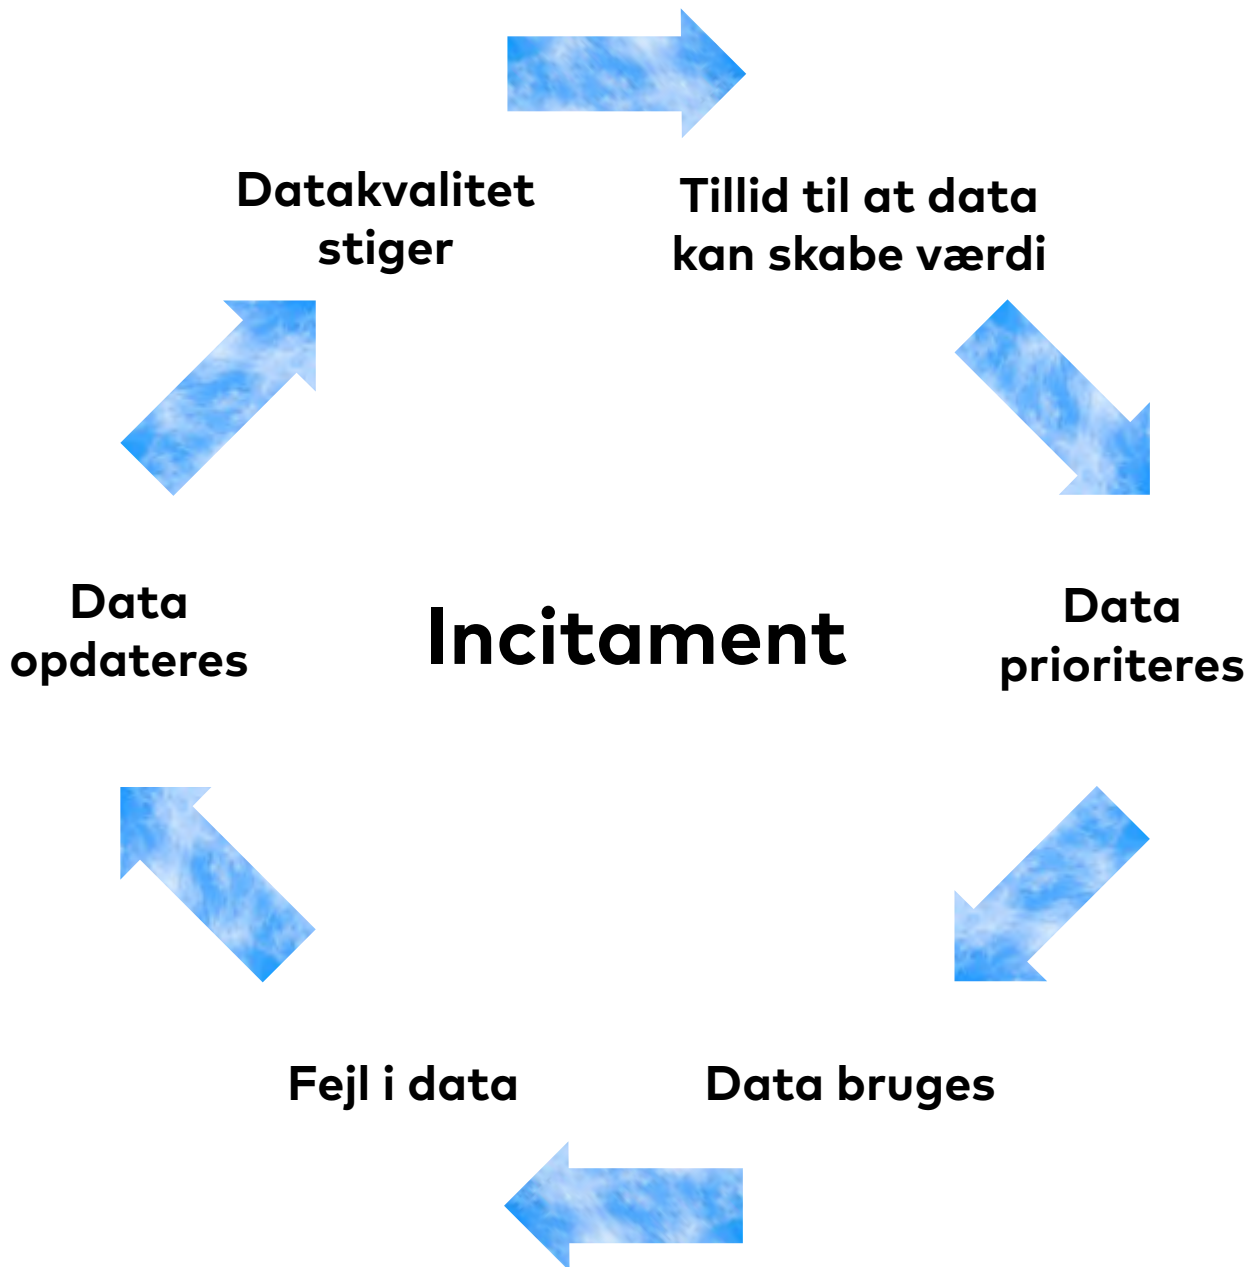 Datakvalitet
stiger
Tillid til at data
kan skabe værdi
Data
opdateres
Incitament
Data
prioriteres
Fejl i data
Data bruges